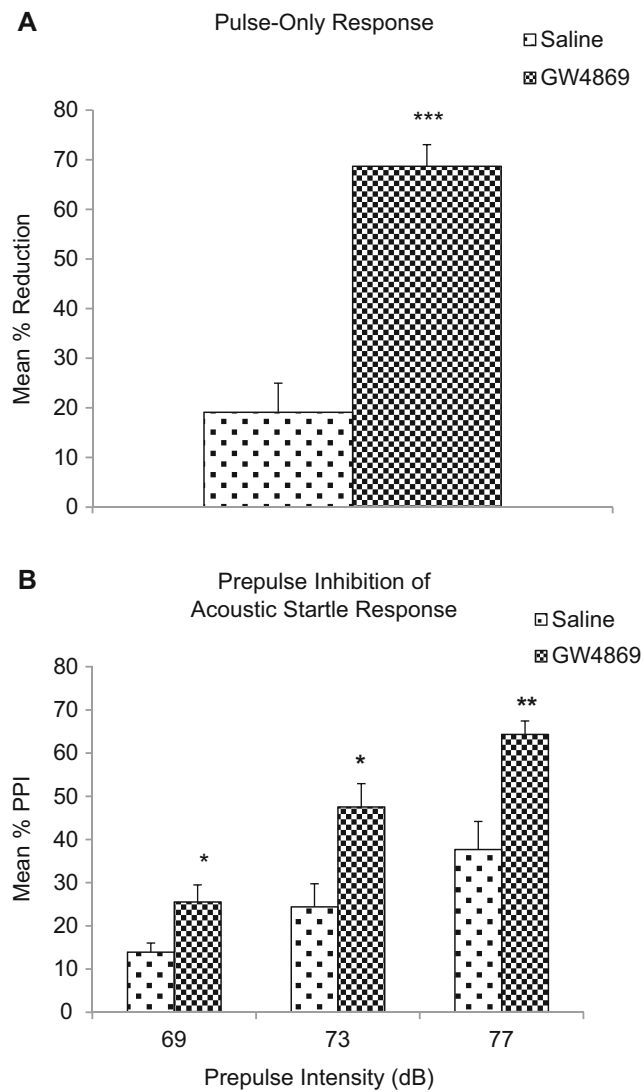 A
Pulse-Only Response
Saline
GW4869
Mean % Reduction
80
70
60
50
40
30
20
10
0
***
B
Prepulse Inhibition of
Acoustic Startle Response
Saline
GW4869
Mean % PPI
80
70
60
50
40
30
20
10
0
*
*
**
69 73 77
Prepulse Intensity (dB)